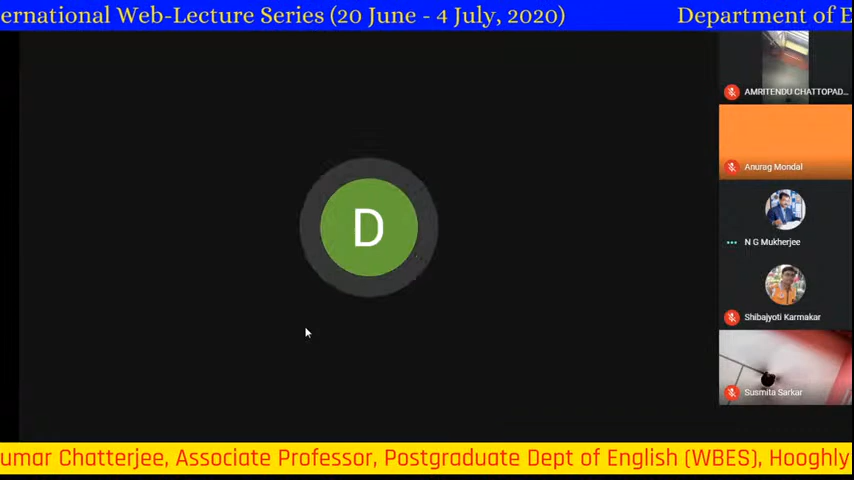 ernational Web-Lecture Series (20 June - 4 July, 2020) Department of E
AMRITENDU CHATTOPAD...
Anurag Mondal
D
N G Mukherjee
Shibajyoti Karmakar
Susmita Sarkar
umar Chatterjee, Associate Professor, Postgraduate Dept of English (WBES), Hooghly